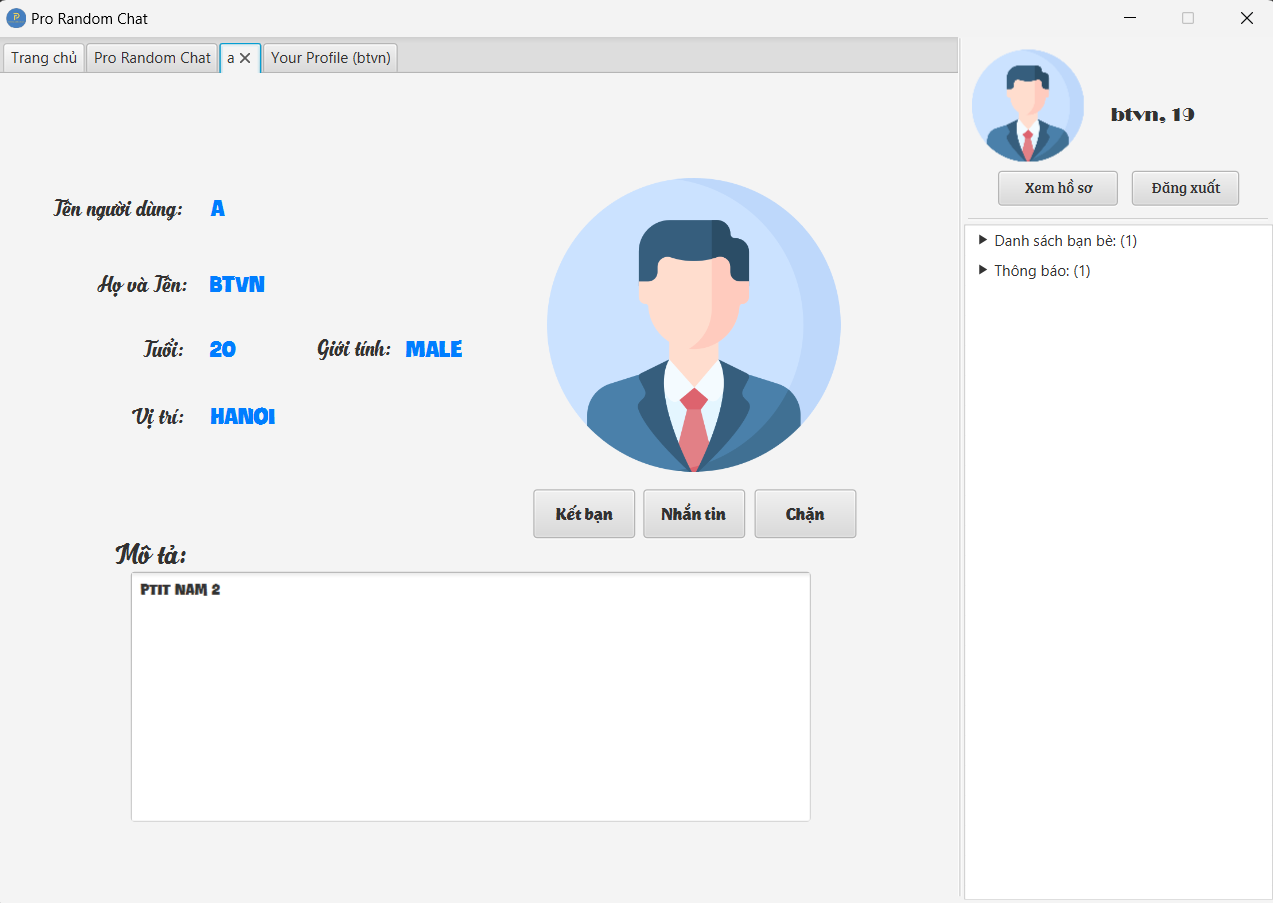 Pro Random Chat
Trang chủ Pro Random Chat a Your Profile (btvn)
btvn, 19
Xem hồ sơ Đăng xuất
Danh sách bạn bè: (1)
Thông báo: (1)
Tên người dùng: A
Họ và Tên: BTVN
Tuổi: 20 Giới tính: MALE
Vị trí: HANOI
Kết bạn Nhắn tin Chặn
Mô tả:
PTIT NAM 2